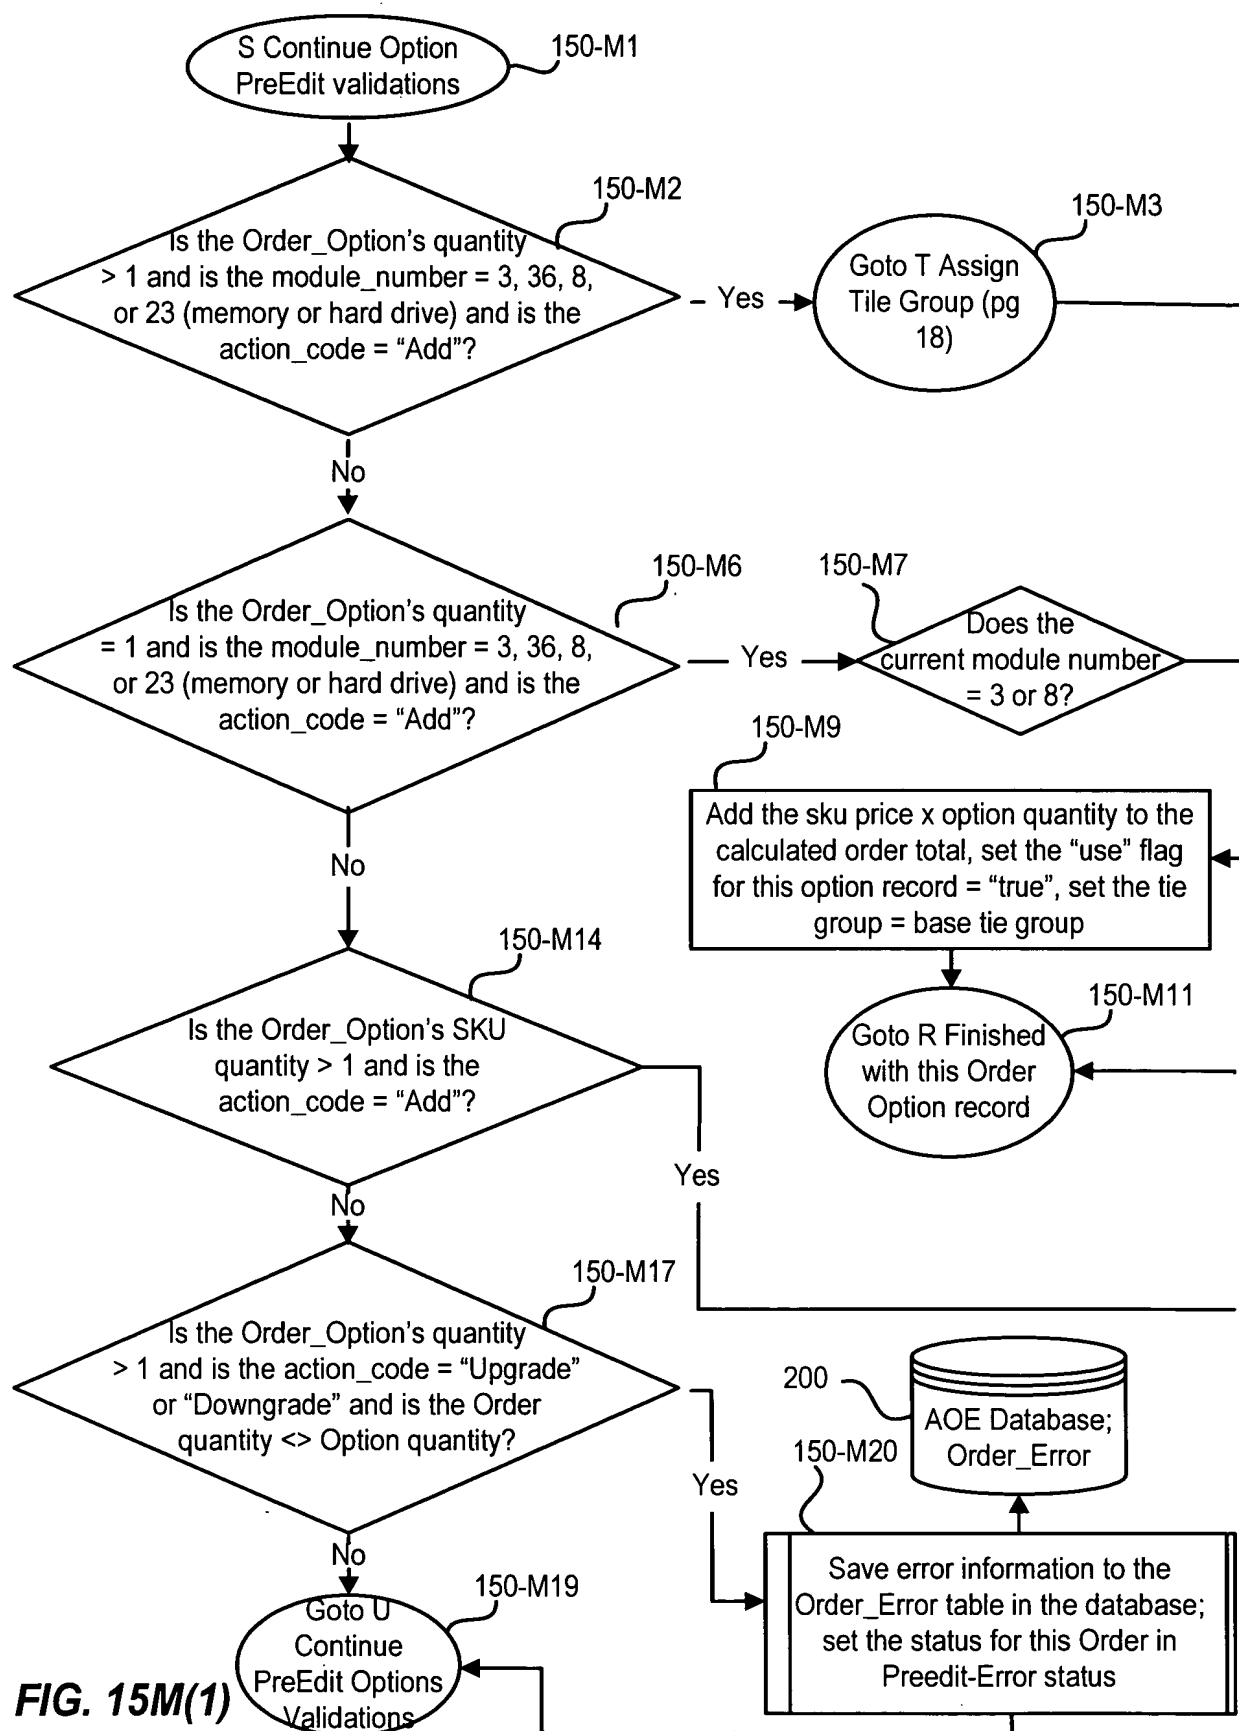 S Continue Option
PreEdit validations
150-M1
150-M2
Is the Order_Option's quantity
> 1 and is the module_number = 3, 36, 8,
or 23 (memory or hard drive) and is the
action_code = “Add”?
Yes
150-M3
Goto T Assign
Tile Group (pg
18)
No
150-M6
Is the Order_Option's quantity
= 1 and is the module_number = 3, 36, 8,
or 23 (memory or hard drive) and is the
action_code = “Add”?
Yes
150-M7
Does the
current module number
= 3 or 8?
150-M9
Add the sku price x option quantity to the
calculated order total, set the “use” flag
for this option record = “true”, set the tie
group = base tie group
No
150-M11
Goto R Finished
with this Order
Option record
150-M14
Is the Order_Option's SKU
quantity > 1 and is the
action_code = “Add”?
Yes
No
150-M17
Is the Order_Option's quantity
> 1 and is the action_code = “Upgrade”
or “Downgrade” and is the Order
quantity <> Option quantity?
Yes
200
AOE Database;
Order_Error
150-M20
Save error information to the
Order_Error table in the database;
set the status for this Order in
Preedit-Error status
No
150-M19
Goto U
Continue
PreEdit Options
Validations
FIG. 15M(1)